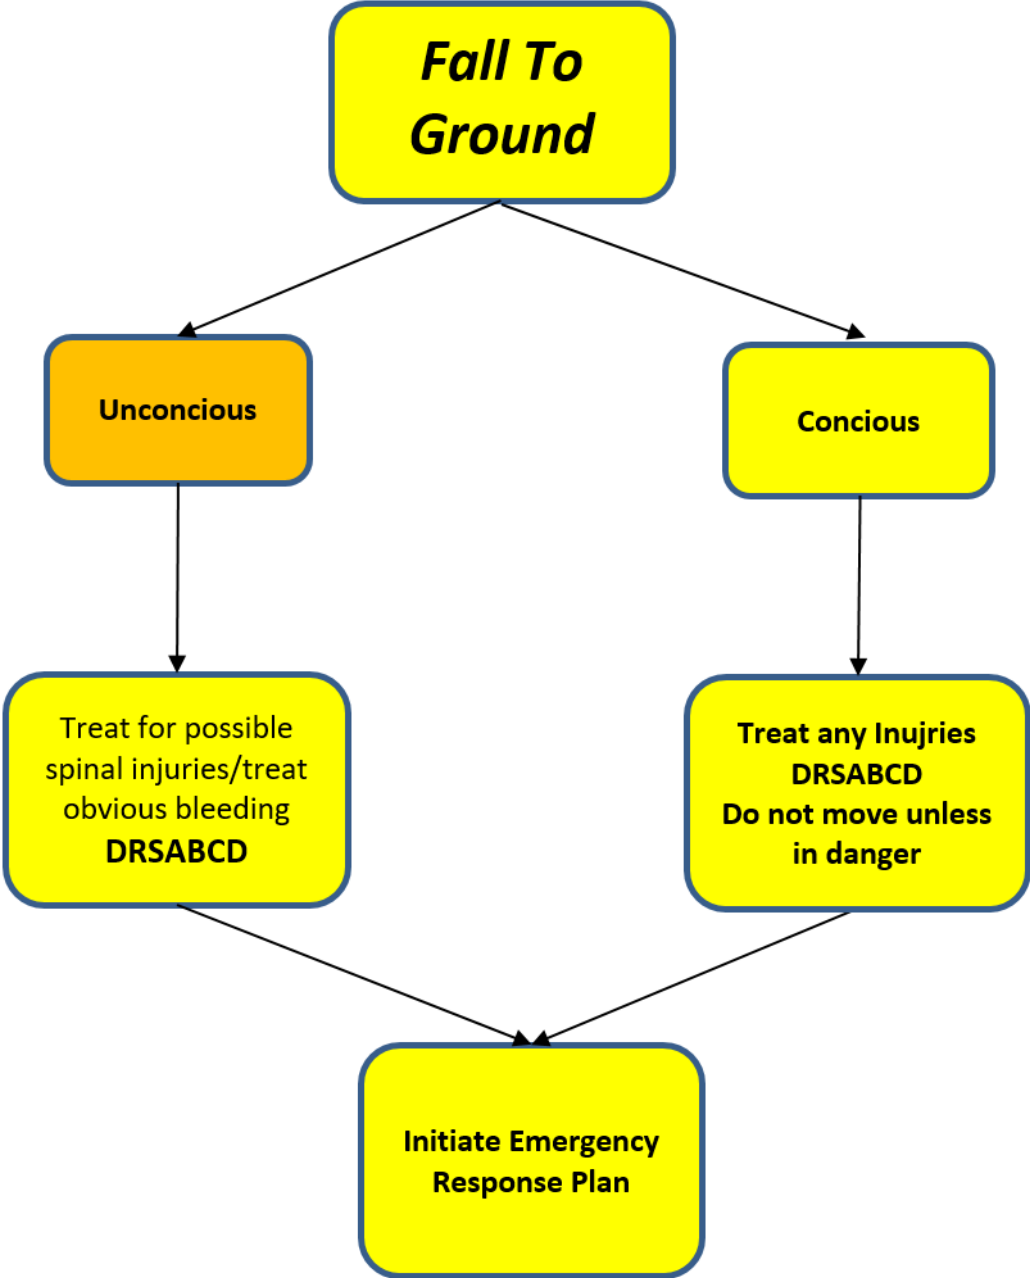 Fall To
Ground
Unconcious
Concious
Treat for possible
spinal injuries/treat
obvious bleeding
DRSABCD
Treat any Inujries
DRSABCD
Do not move unless
in danger
Initiate Emergency
Response Plan